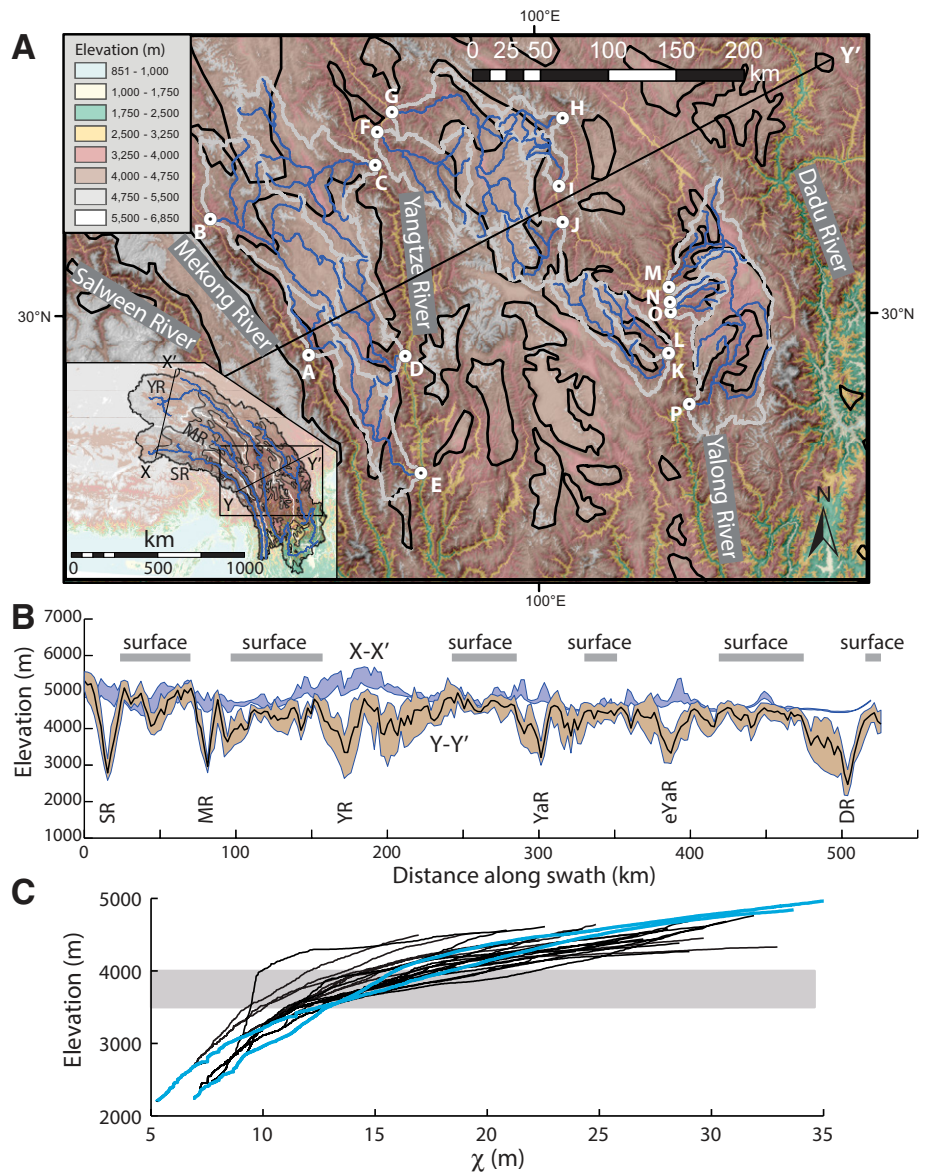 A
100°E
Elevation (m)
851 - 1,000
1,000 - 1,750
1,750 - 2,500
2,500 - 3,250
3,250 - 4,000
4,000 - 4,750
4,750 - 5,500
5,500 - 6,850
0 25 50 100 150 200
km
Y'
G
H
F
C
I
B
J
Salween River
Mekong River
Yangtze River
Dadu River
Yalong River
M
N
O
30°N
30°N
L
A
D
K
P
E
N
X'
YR
MR
X
SR
Y'
Y
km
0 500 1000
100°E
B
7000
6000
5000
4000
3000
2000
1000
Elevation (m)
surface surface surface surface surface surface
X-X'
Y-Y'
SR MR YR YaR eYaR DR
0 100 200 300 400 500
Distance along swath (km)
C
5000
4000
3000
2000
Elevation (m)
5 10 15 20 25 30 35
χ (m)